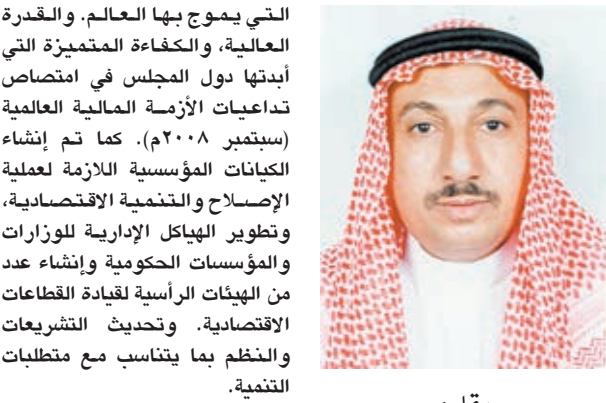 التي يموج بها العالم. والقدرة
العالية، والكفاءة المتميزة التي
أبدتها دول المجلس في امتصاص
تداعيات الأزمة المالية العالمية
(سبتمبر ٢٠٠٨م). كما تم إنشاء
الكيانات المؤسسية اللازمة لعملية
الإصلاح والتنمية الاقتصادية،
وتطوير الهياكل الإدارية للوزارات
والمؤسسات الحكومية وإنشاء عدد
من الهيئات الرأسية لقيادة القطاعات
الاقتصادية. وتحديث التشريعات
والنظم بما يتناسب مع متطلبات
التنمية.